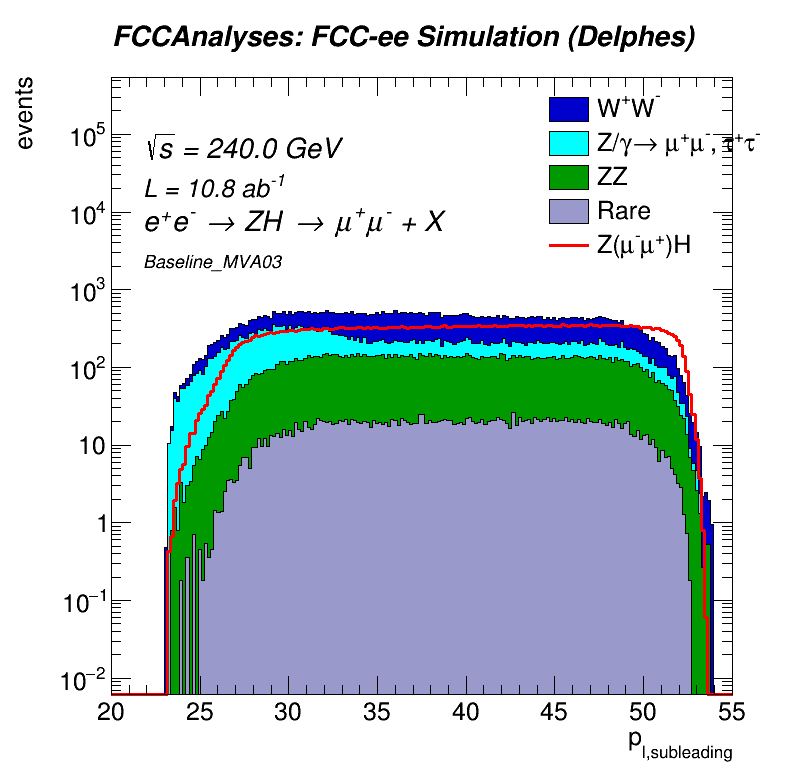 FCCAnalyses: FCC-ee Simulation (Delphes)
events
√s = 240.0 GeV
L = 10.8 ab⁻¹
e⁺e⁻ → ZH → μ⁺μ⁻ + X
Baseline_MVA03
W⁺W⁻
Z/γ→ μ⁺μ⁻, τ⁺τ⁻
ZZ
Rare
Z(μ⁻μ⁺)H
10⁵
10⁴
10³
10²
10
1
10⁻¹
10⁻²
20 25 30 35 40 45 50 55
p_l,subleading